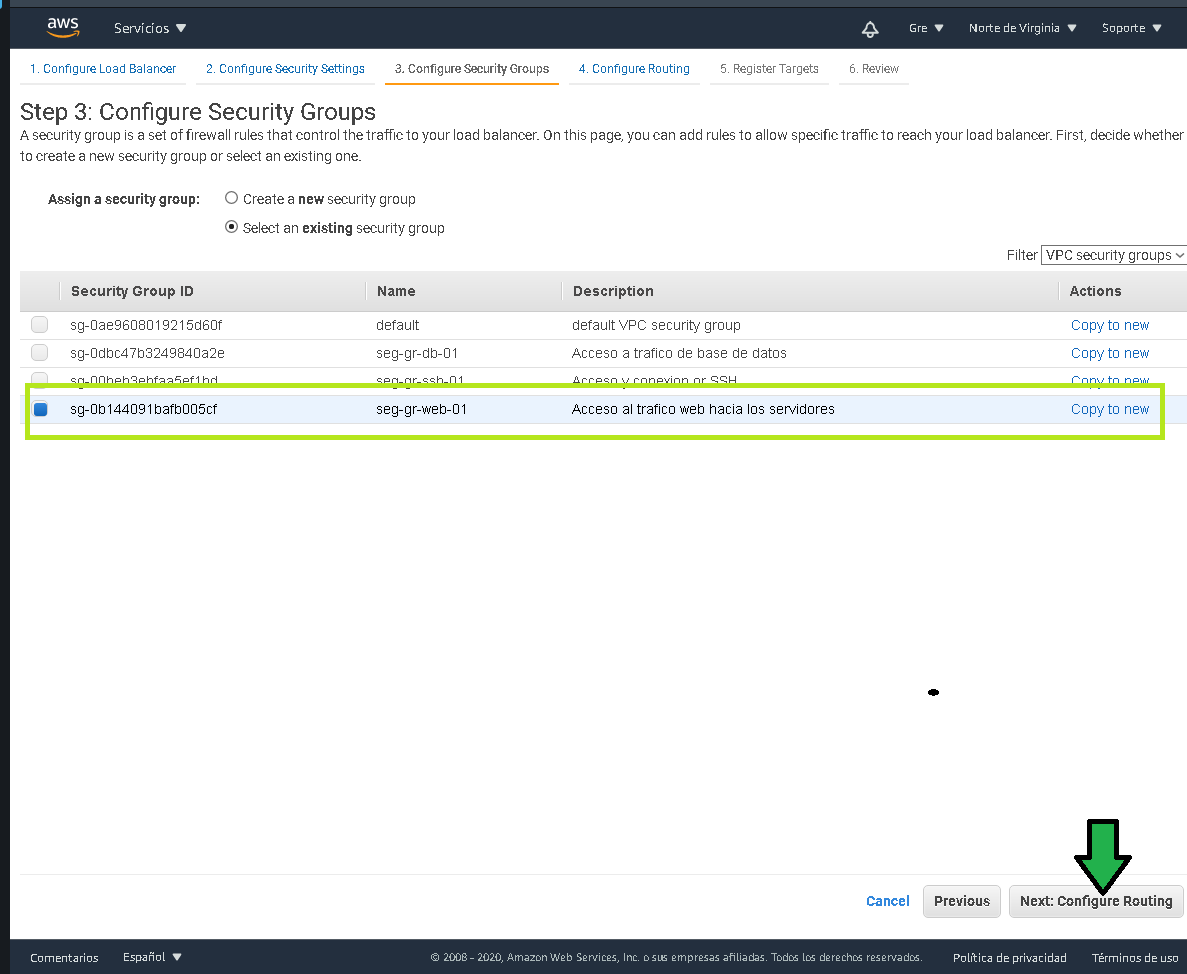 aws Servicios Gre Norte de Virginia Soporte
1. Configure Load Balancer 2. Configure Security Settings 3. Configure Security Groups 4. Configure Routing 5. Register Targets 6. Review
Step 3: Configure Security Groups
A security group is a set of firewall rules that control the traffic to your load balancer. On this page, you can add rules to allow specific traffic to reach your load balancer. First, decide whether
to create a new security group or select an existing one.
Assign a security group: Create a new security group
Select an existing security group
Filter VPC security groups
Security Group ID Name Description Actions
sg-0ae9608019215d60f default default VPC security group Copy to new
sg-0dbc47b3249840a2e seg-gr-db-01 Acceso a trafico de base de datos Copy to new
seg-gr-ssh-01 Acceso y conexion or SSH Copy to new
sg-0b144091bafb005cf seg-gr-web-01 Acceso al trafico web hacia los servidores Copy to new
Cancel Previous Next: Configure Routing
Comentarios Español © 2008 - 2020, Amazon Web Services, Inc. o sus empresas afiliadas. Todos los derechos reservados. Política de privacidad Términos de uso